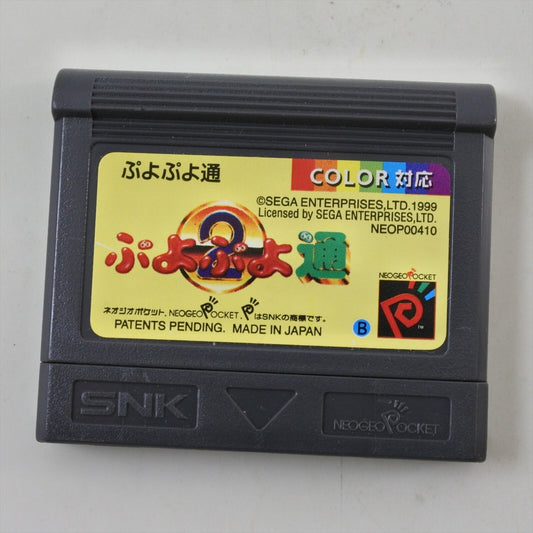 ぷよぷよ通
COLOR 対応
©SEGA ENTERPRISES,LTD.1999
Licensed by SEGA ENTERPRISES,LTD.
NEOP00410
2
ぷよぷよ通
NEOGEO POCKET
TM
ネオジオポケット, NEOGEO POCKET, P はSNKの商標です。
PATENTS PENDING. MADE IN JAPAN
B
SNK
NEOGEO POCKET